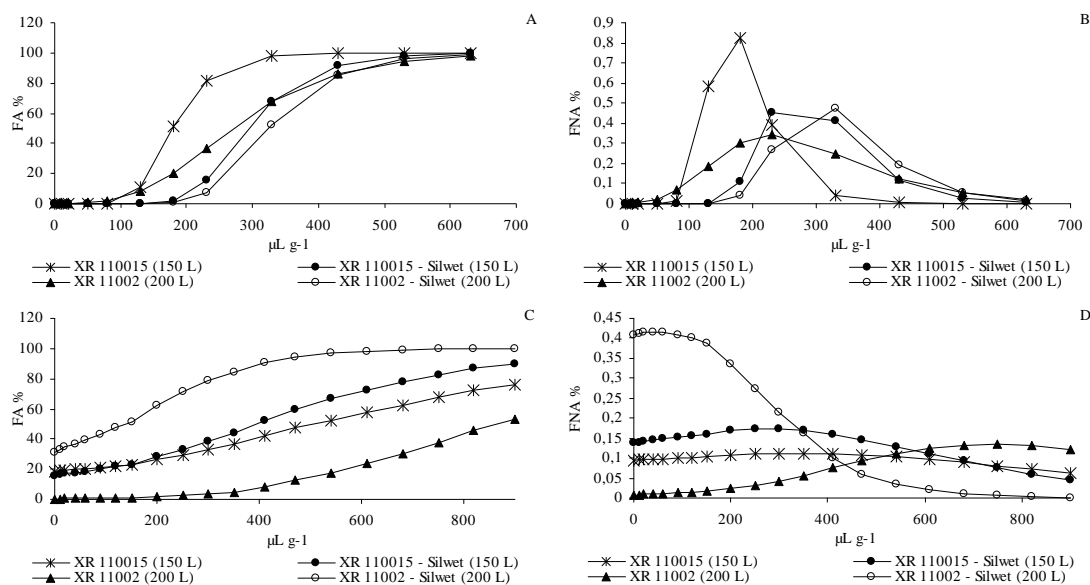 A
120
100
80
60
40
20
0
FA %
0 100 200 300 400 500 600 700
µL g-1
XR 110015 (150 L) XR 110015 - Silwet (150 L)
XR 11002 (200 L) XR 11002 - Silwet (200 L)
B
0,9
0,8
0,7
0,6
0,5
0,4
0,3
0,2
0,1
0
FNA %
0 100 200 300 400 500 600 700
µL g-1
XR 110015 (150 L) XR 110015 - Silwet (150 L)
XR 11002 (200 L) XR 11002 - Silwet (200 L)
C
120
100
80
60
40
20
0
FA %
0 200 400 600 800
µL g-1
XR 110015 (150 L) XR 110015 - Silwet (150 L)
XR 11002 (200 L) XR 11002 - Silwet (200 L)
D
0,45
0,4
0,35
0,3
0,25
0,2
0,15
0,1
0,05
0
FNA %
0 200 400 600 800
µL g-1
XR 110015 (150 L) XR 110015 - Silwet (150 L)
XR 11002 (200 L) XR 11002 - Silwet (200 L)